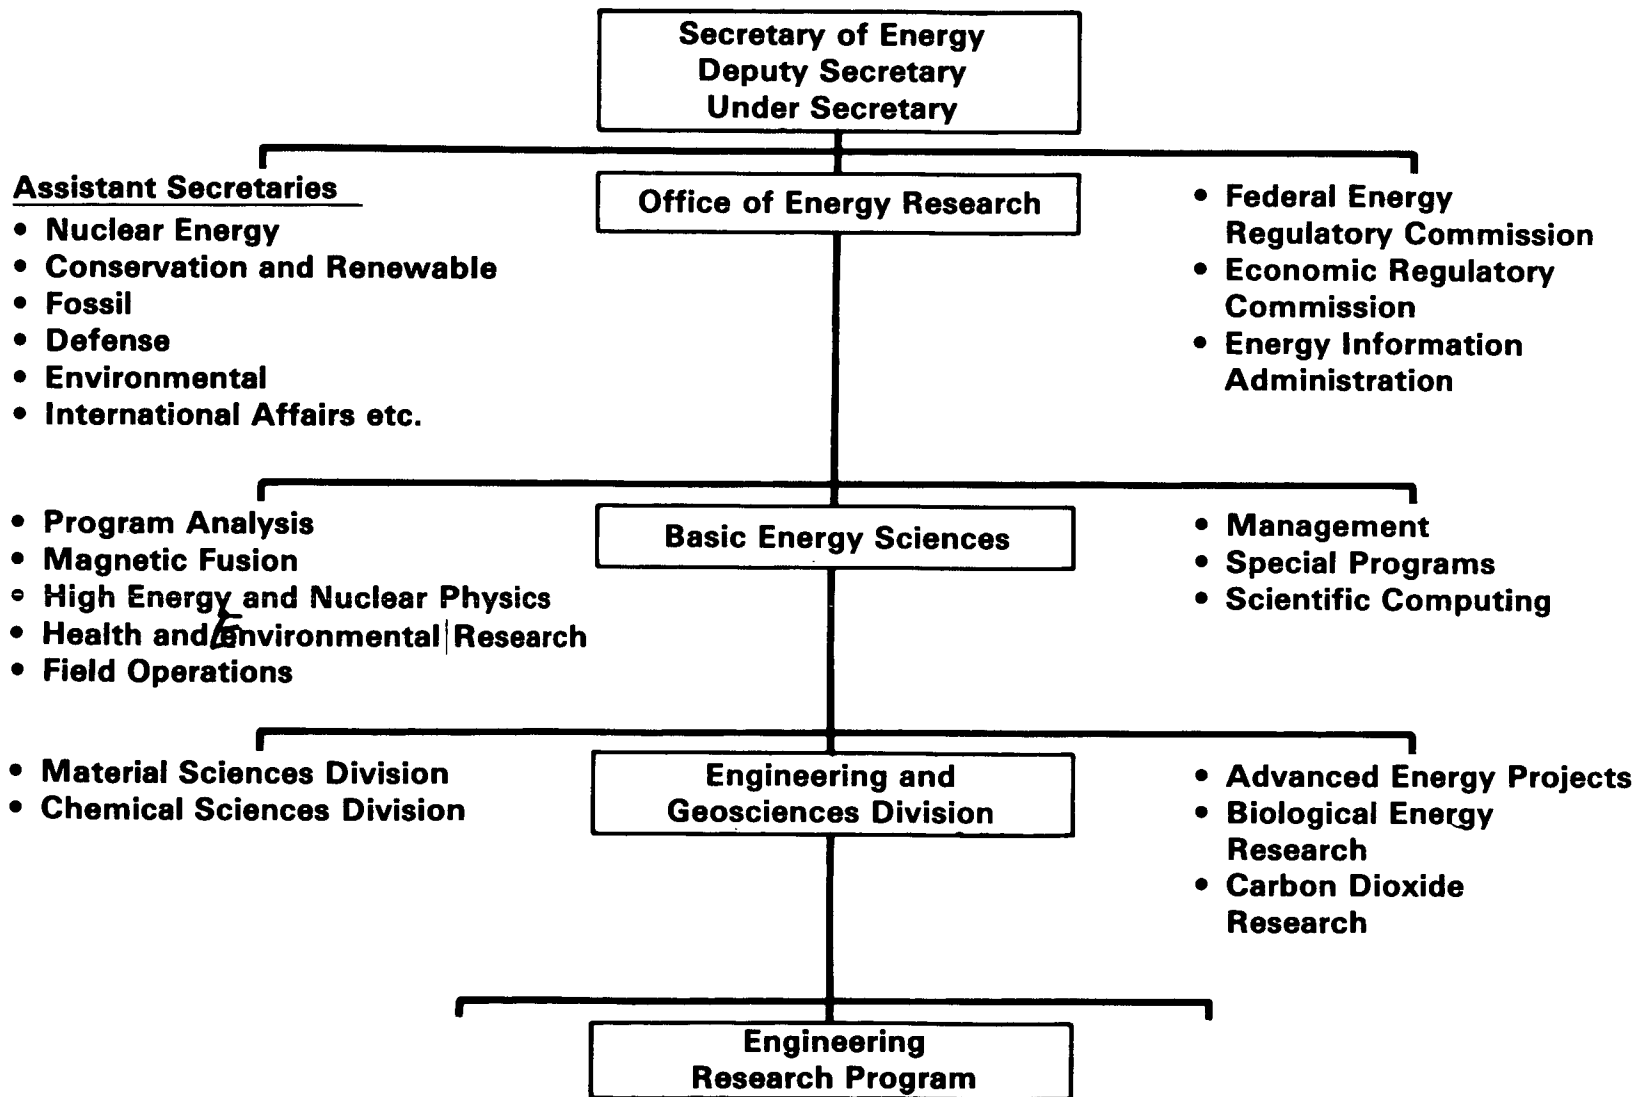 Secretary of Energy
Deputy Secretary
Under Secretary
Assistant Secretaries
• Nuclear Energy
• Conservation and Renewable
• Fossil
• Defense
• Environmental
• International Affairs etc.
Office of Energy Research
• Federal Energy
Regulatory Commission
• Economic Regulatory
Commission
• Energy Information
Administration
• Program Analysis
• Magnetic Fusion
• High Energy and Nuclear Physics
• Health and Environmental Research
• Field Operations
Basic Energy Sciences
• Management
• Special Programs
• Scientific Computing
• Material Sciences Division
• Chemical Sciences Division
Engineering and
Geosciences Division
• Advanced Energy Projects
• Biological Energy
Research
• Carbon Dioxide
Research
Engineering
Research Program